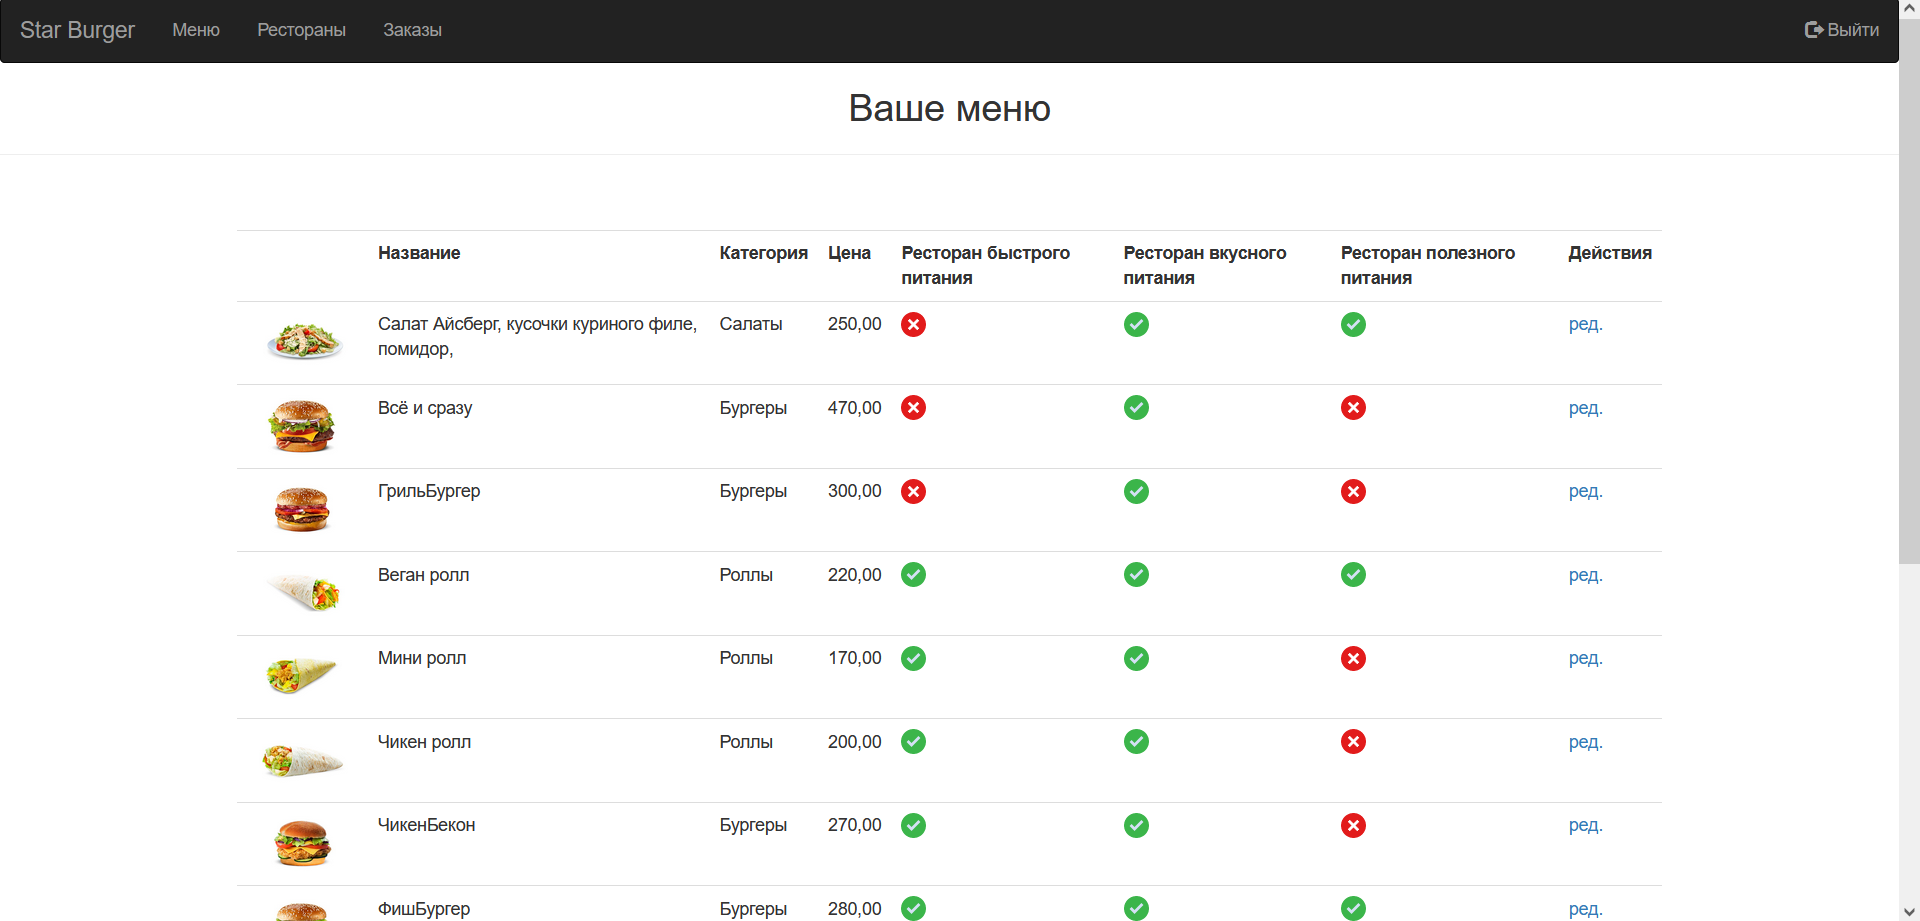 Star Burger Меню Рестораны Заказы Выйти
Ваше меню
Название Категория Цена Ресторан быстрого питания Ресторан вкусного питания Ресторан полезного питания Действия
Салат Айсберг, кусочки куриного филе, Салаты 250,00 ред.
помидор,
Всё и сразу Бургеры 470,00 ред.
ГрильБургер Бургеры 300,00 ред.
Веган ролл Роллы 220,00 ред.
Мини ролл Роллы 170,00 ред.
Чикен ролл Роллы 200,00 ред.
ЧикенБекон Бургеры 270,00 ред.
ФишБургер Бургеры 280,00 ред.